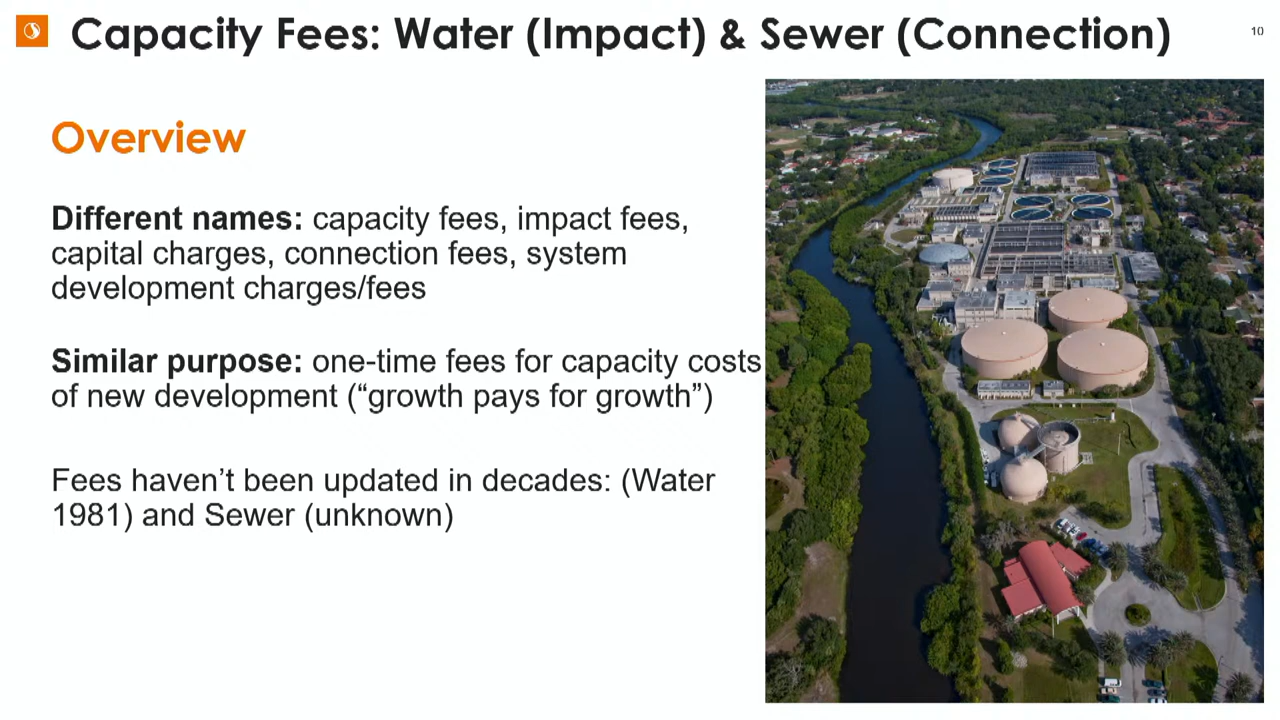 Capacity Fees: Water (Impact) & Sewer (Connection)
10
Overview
Different names: capacity fees, impact fees,
capital charges, connection fees, system
development charges/fees
Similar purpose: one-time fees for capacity costs
of new development (“growth pays for growth”)
Fees haven’t been updated in decades: (Water
1981) and Sewer (unknown)